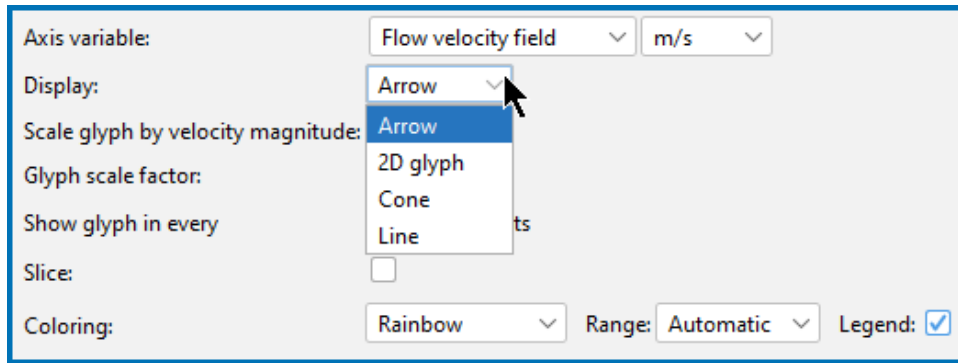 Axis variable: Flow velocity field m/s
Display: Arrow
Scale glyph by velocity magnitude: Arrow
2D glyph
Glyph scale factor:
Cone
Show glyph in every ts
Line
Slice:
Coloring: Rainbow Range: Automatic Legend: